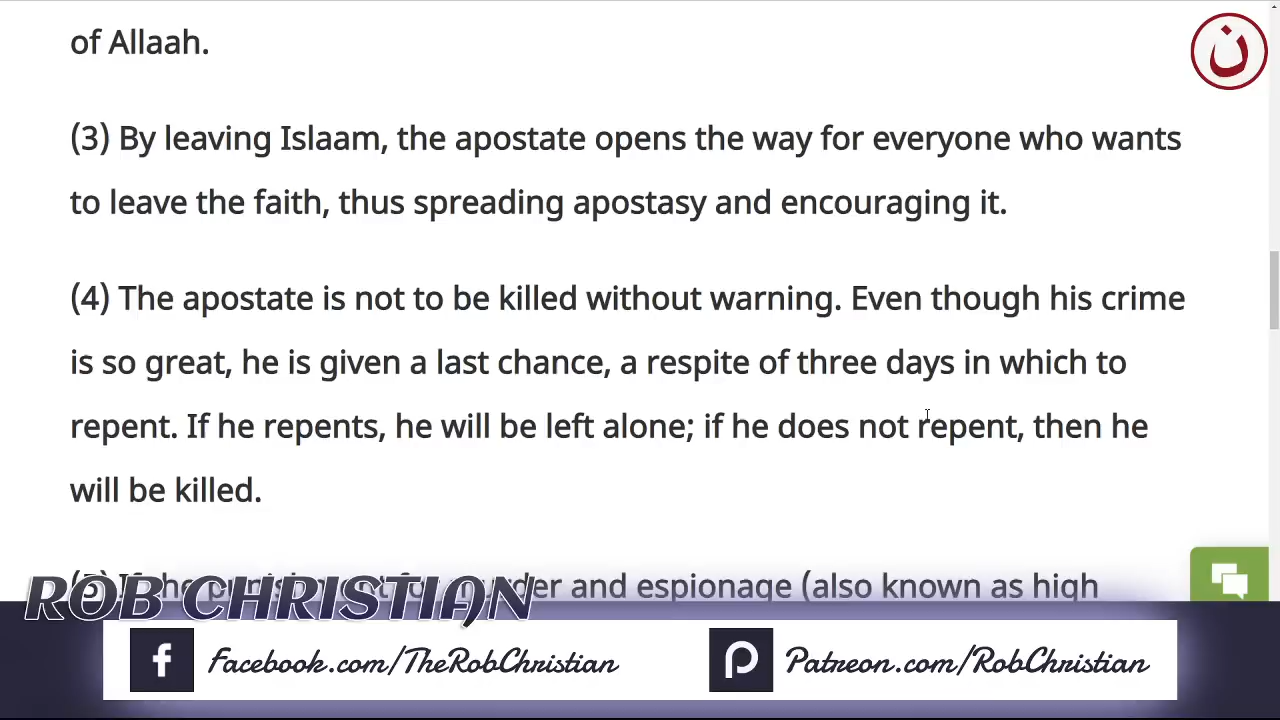 of Allaah.
ن
(3) By leaving Islaam, the apostate opens the way for everyone who wants
to leave the faith, thus spreading apostasy and encouraging it.
(4) The apostate is not to be killed without warning. Even though his crime
is so great, he is given a last chance, a respite of three days in which to
repent. If he repents, he will be left alone; if he does not repent, then he
will be killed.
and espionage (also known as high
ROB CHRISTIAN
Facebook.com/TheRobChristian
Patreon.com/RobChristian